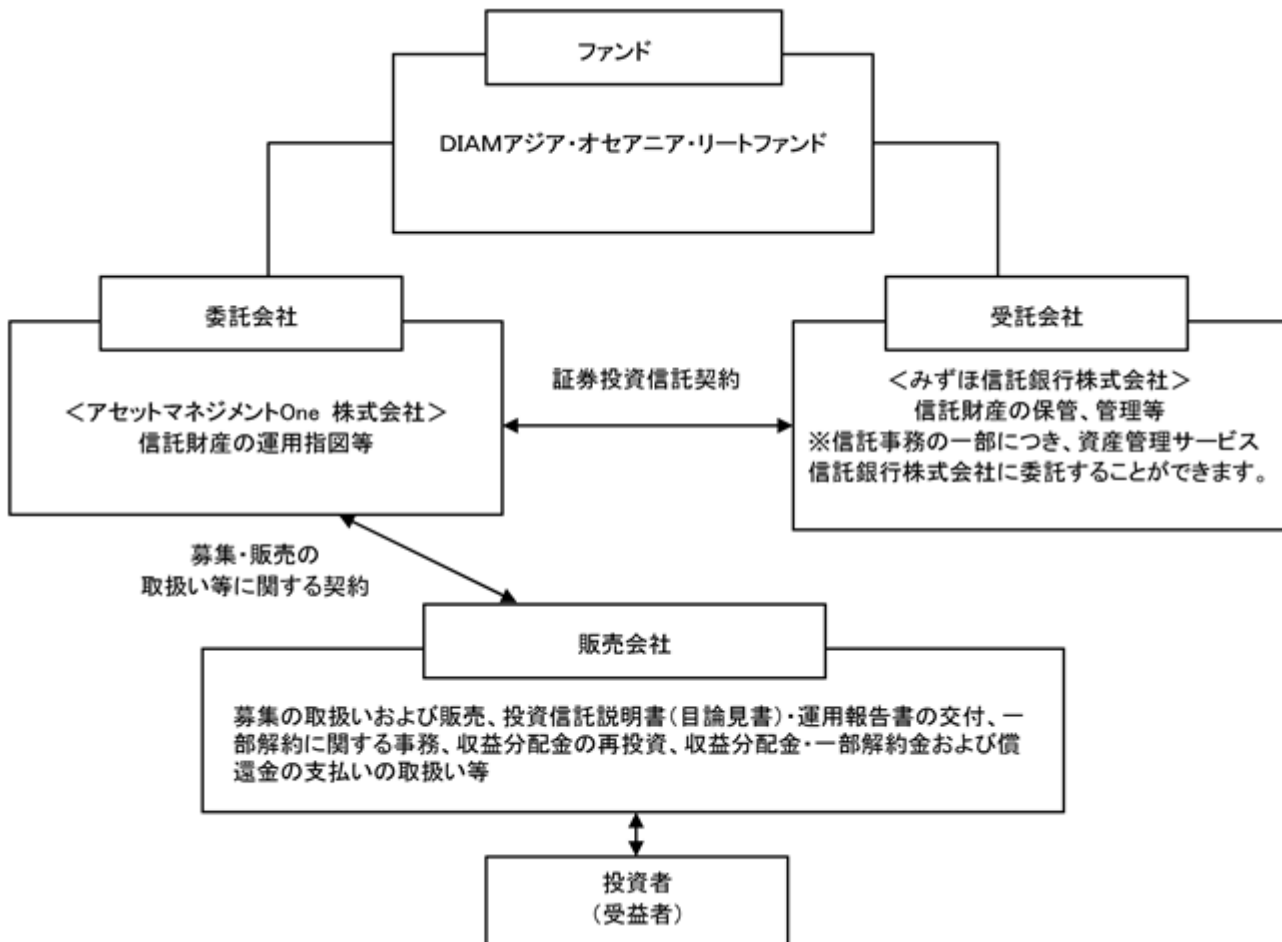 ファンド
DIAMアジア・オセアニア・リートファンド
委託会社
＜アセットマネジメントOne 株式会社＞
信託財産の運用指図等
証券投資信託契約
受託会社
＜みずほ信託銀行株式会社＞
信託財産の保管、管理等
※信託事務の一部につき、資産管理サービス
信託銀行株式会社に委託することができます。
募集・販売の
取扱い等に関する契約
販売会社
募集の取扱いおよび販売、投資信託説明書（目論見書）・運用報告書の交付、一
部解約に関する事務、収益分配金の再投資、収益分配金・一部解約金および償
還金の支払いの取扱い等
投資者
（受益者）